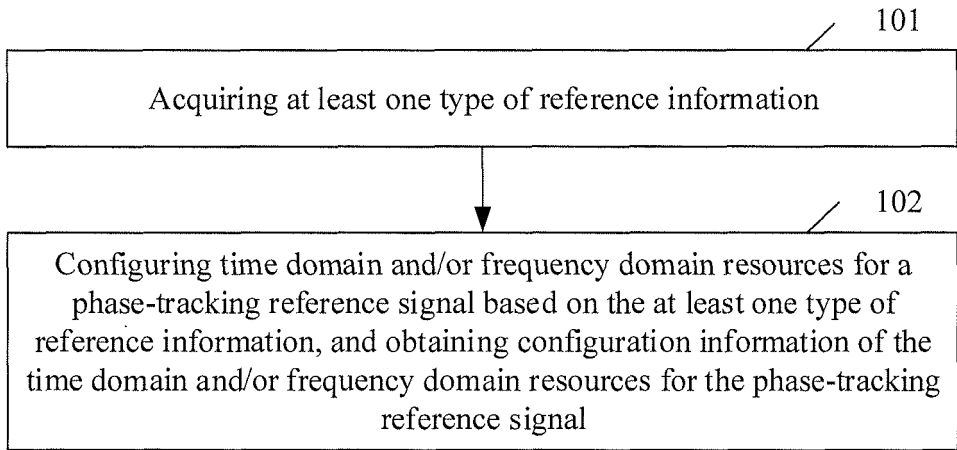 101
Acquiring at least one type of reference information
102
Configuring time domain and/or frequency domain resources for a
phase-tracking reference signal based on the at least one type of
reference information, and obtaining configuration information of the
time domain and/or frequency domain resources for the phase-tracking
reference signal